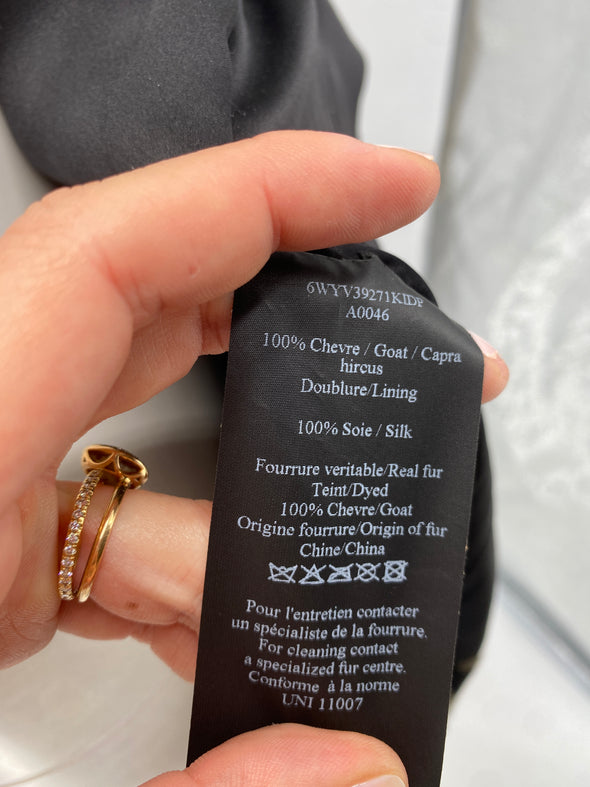 6WYV39271KIDF
A0046
100% Chevre / Goat / Capra
hircus
Doublure/Lining
100% Soie / Silk
Fourrure veritable/Real fur
Teint/Dyed
100% Chèvre/Goat
Origine fourrure/Origin of fur
Chine/China
Pour l'entretien contacter
un spécialiste de la fourrure.
For cleaning contact
a specialized fur centre.
Conforme à la norme
UNI 11007